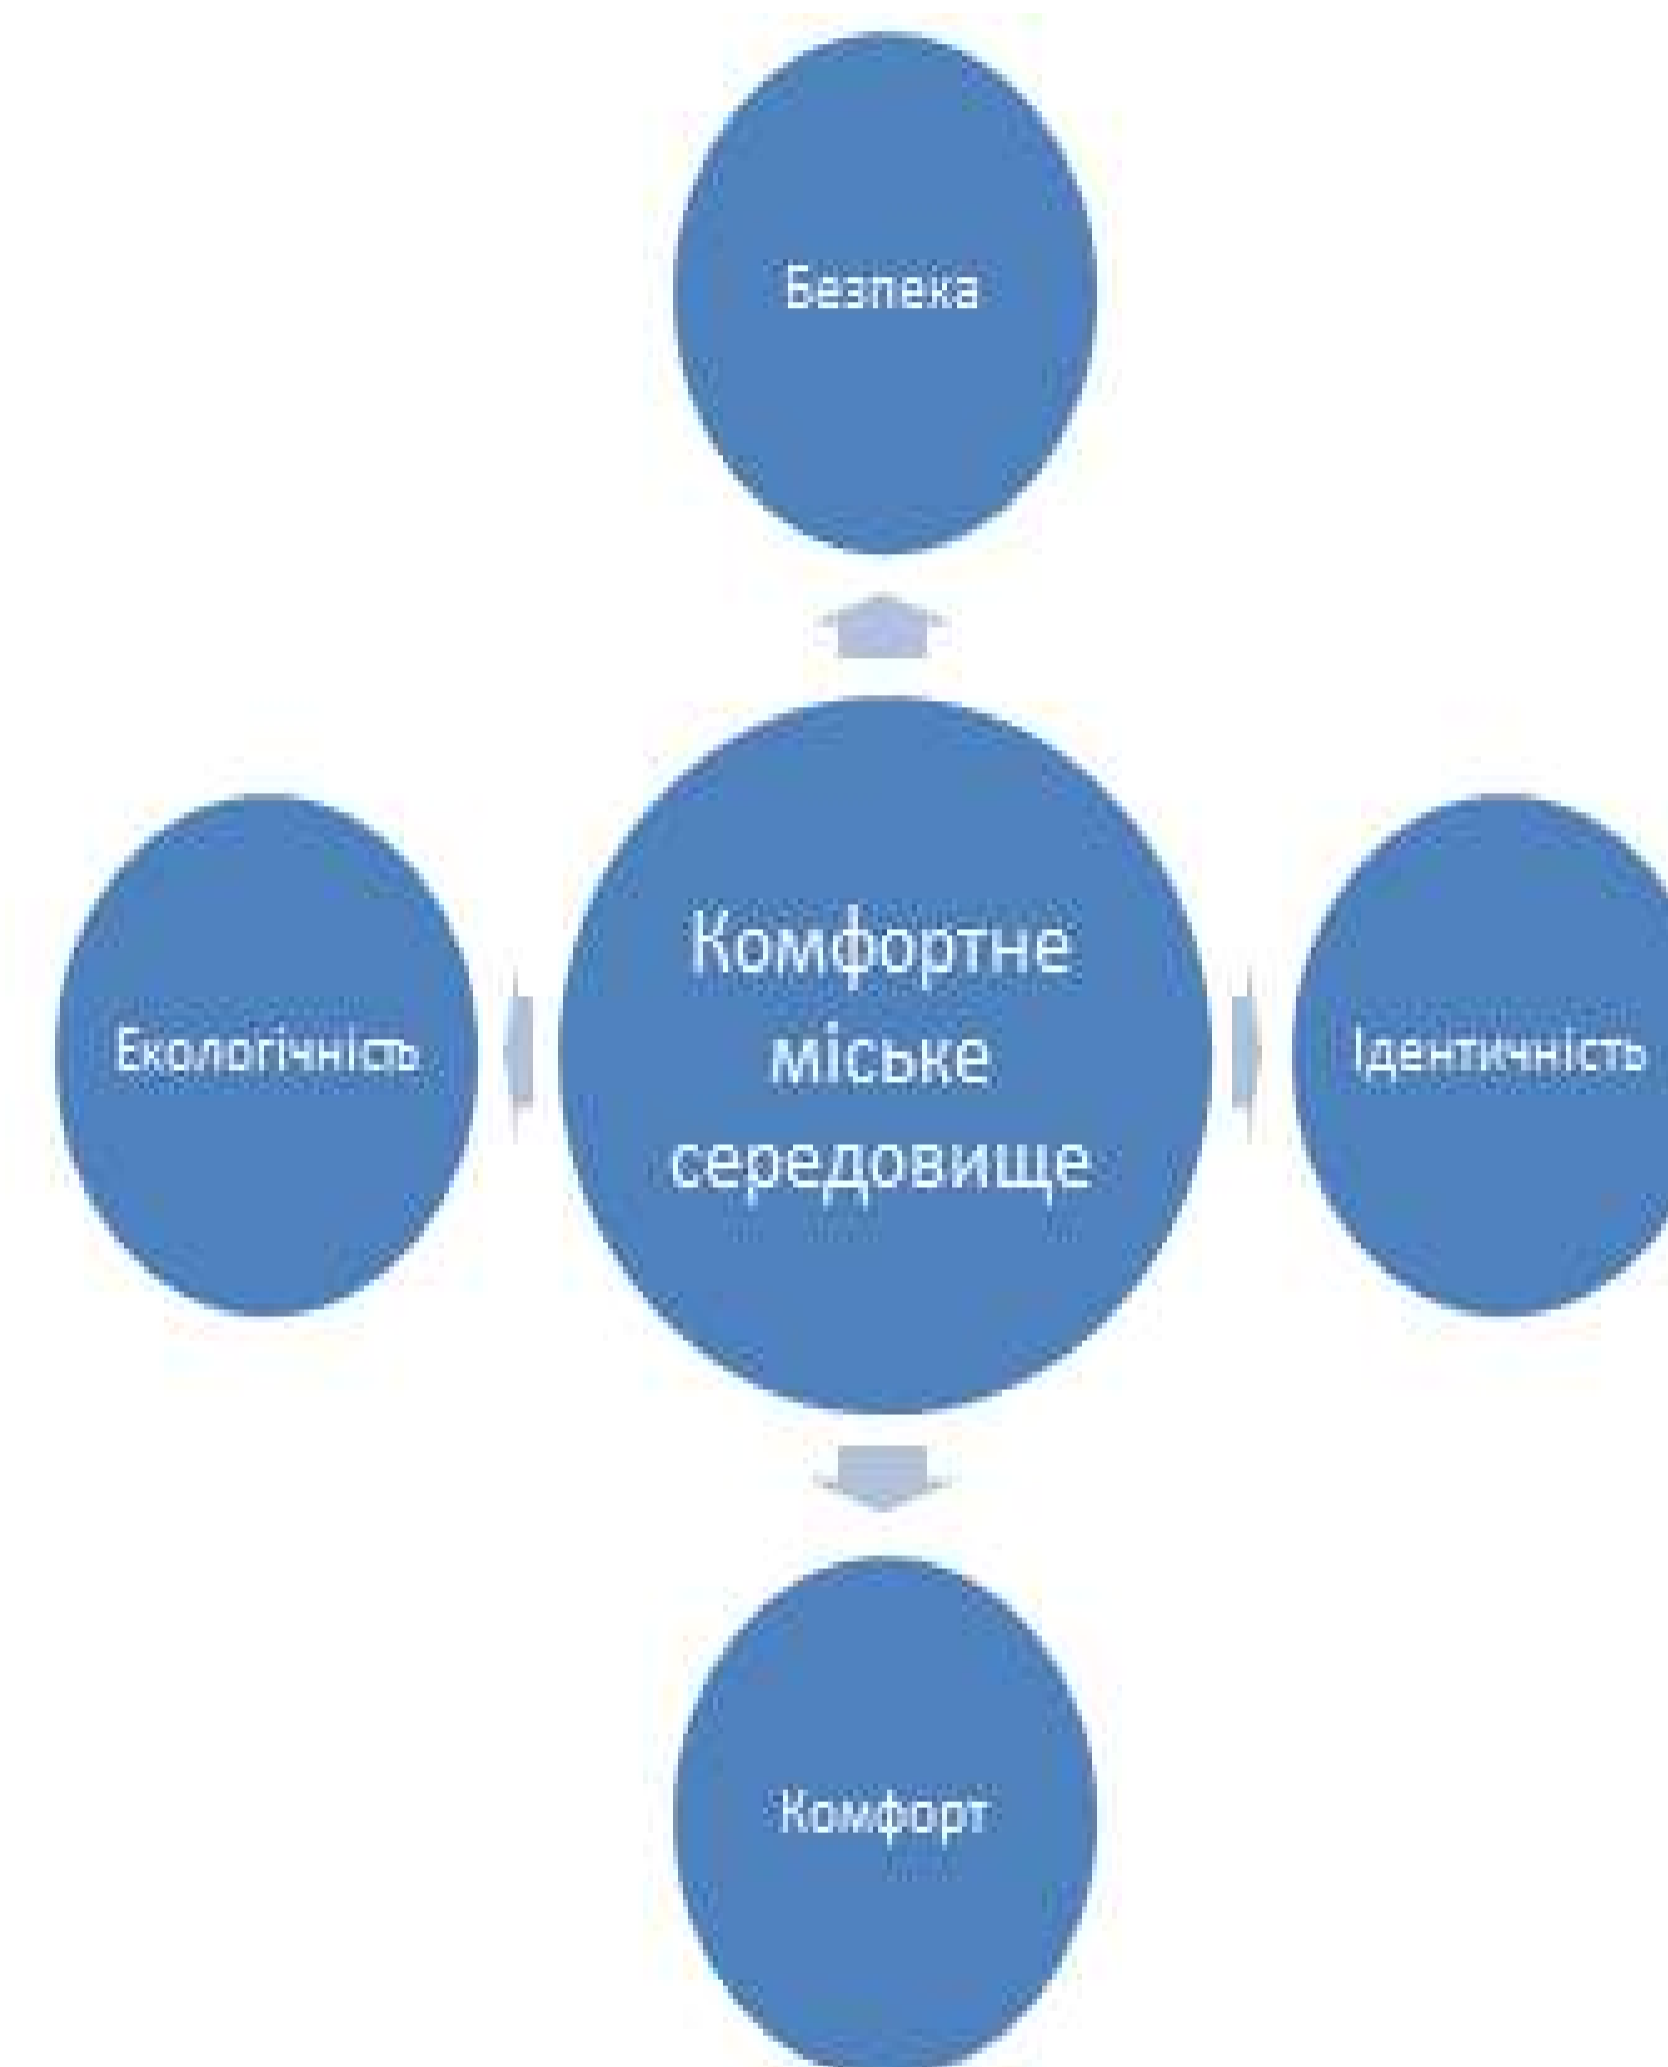 Безпека
Екологічність
Комфортне
міське
середовище
Ідентичність
Комфорт